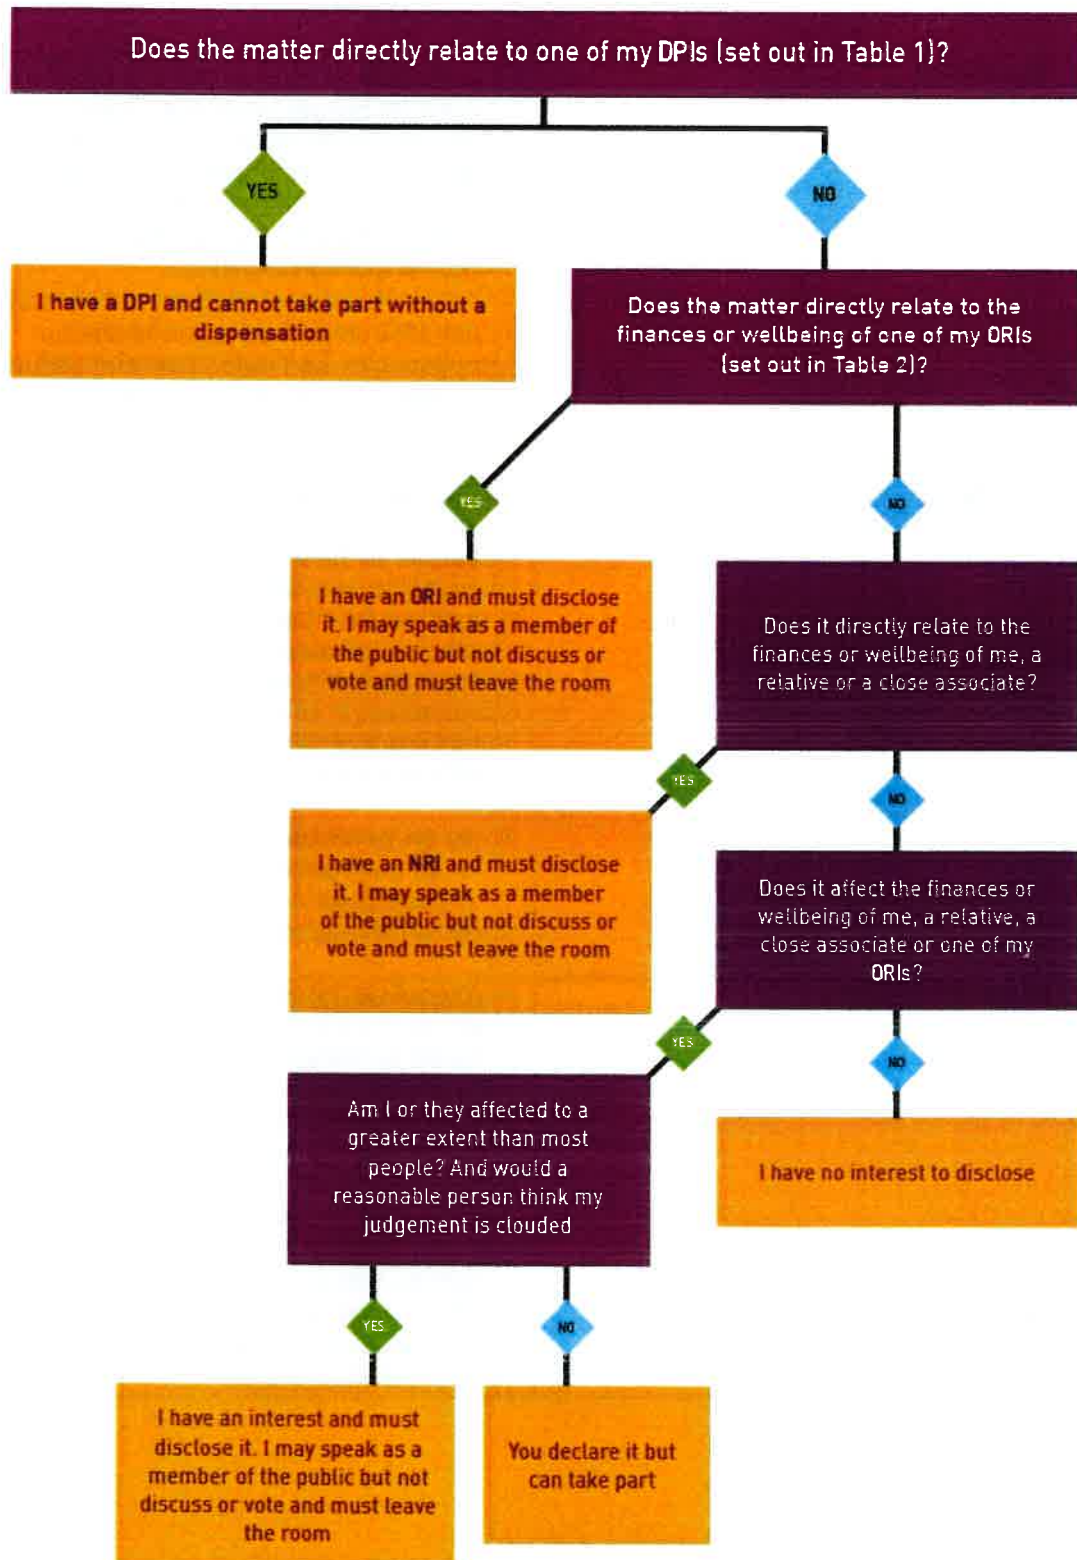 Does the matter directly relate to one of my DPIs (set out in Table 1)?
YES
NO
I have a DPI and cannot take part without a
dispensation
Does the matter directly relate to the
finances or wellbeing of one of my ORIs
(set out in Table 2)?
YES
NO
I have an ORI and must disclose
it. I may speak as a member of
the public but not discuss or
vote and must leave the room
Does it directly relate to the
finances or wellbeing of me, a
relative or a close associate?
YES
NO
I have an NRI and must disclose
it. I may speak as a member
of the public but not discuss or
vote and must leave the room
Does it affect the finances or
wellbeing of me, a relative, a
close associate or one of my
ORIs?
YES
NO
Am I or they affected to a
greater extent than most
people? And would a
reasonable person think my
judgement is clouded
I have no interest to disclose
YES
NO
I have an interest and must
disclose it. I may speak as a
member of the public but not
discuss or vote and must leave
the room
You declare it but
can take part